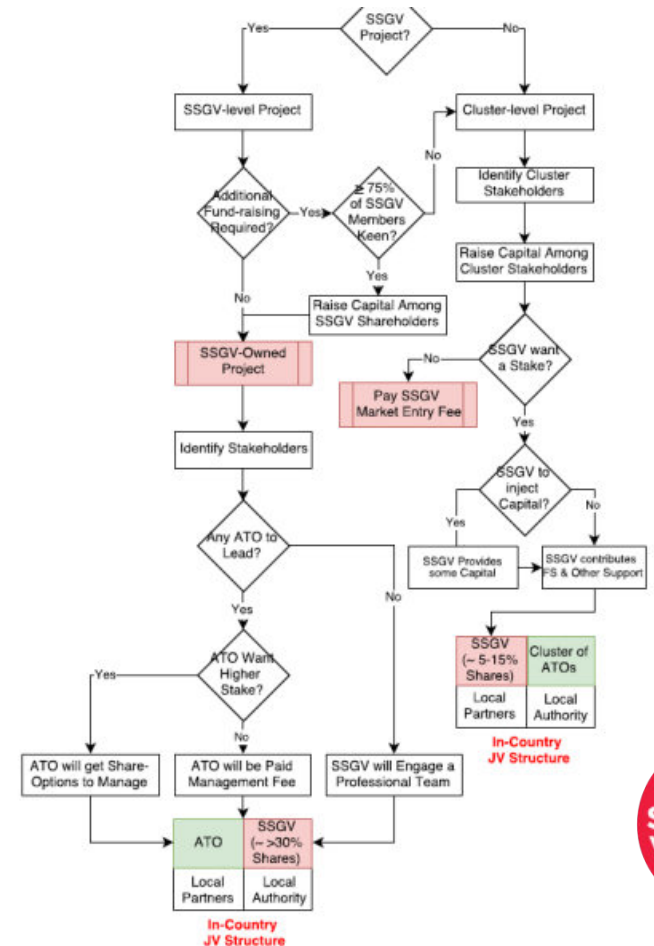 SSGV
Project?
Yes
No
SSGV-level Project
Cluster-level Project
Additional
Fund-raising
Required?
Yes
≥ 75%
of SSGV
Members
Keen?
No
Identify Cluster
Stakeholders
Yes
No
Raise Capital Among
SSGV Shareholders
Raise Capital Among
Cluster Stakeholders
SSGV-Owned
Project
SSGV want
a Stake?
No
Pay SSGV
Market Entry Fee
Yes
Identify Stakeholders
SSGV to
inject
Capital?
Yes
No
Any ATO to
Lead?
SSGV Provides
some Capital
SSGV contributes
FS & Other Support
Yes
No
SSGV
(~ 5-15%
Shares)
Cluster of
ATOs
Local
Partners
Local
Authority
In-Country
JV Structure
ATO Want
Higher
Stake?
Yes
No
ATO will get Share-
Options to Manage
ATO will be Paid
Management Fee
SSGV will Engage a
Professional Team
ATO
SSGV
(~ >30%
Shares)
Local
Partners
Local
Authority
In-Country
JV Structure